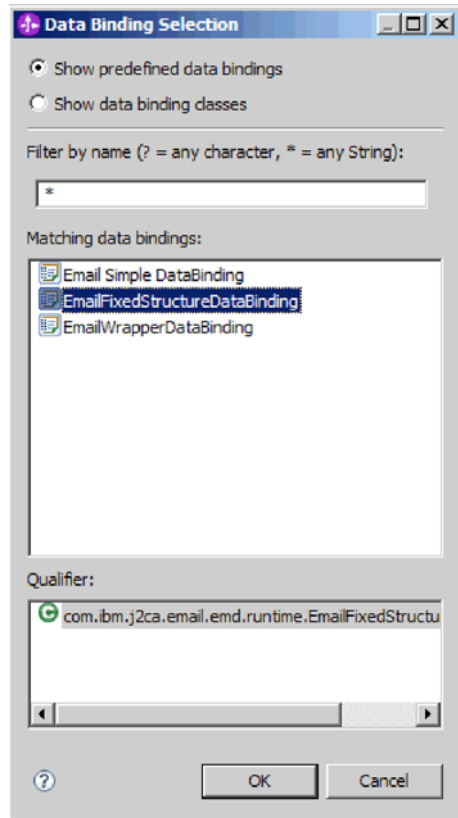 Data Binding Selection
Show predefined data bindings
Show data binding classes
Filter by name (? = any character, * = any String):
*
Matching data bindings:
Email Simple DataBinding
EmailFixedStructureDataBinding
EmailWrapperDataBinding
Qualifier:
com.ibm.j2ca.email.emd.runtime.EmailFixedStructu
OK Cancel